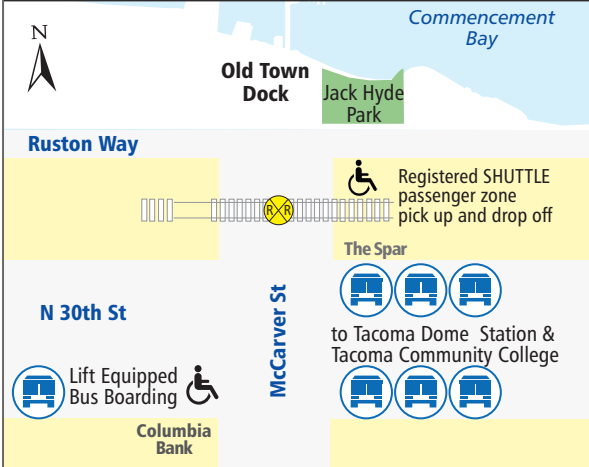 Commencement
Bay
N
Old Town
Dock
Jack Hyde
Park
Ruston Way
Registered SHUTTLE
passenger zone
pick up and drop off
R R
The Spar
N 30th St
McCarver St
to Tacoma Dome Station &
Tacoma Community College
Lift Equipped
Bus Boarding
Columbia
Bank